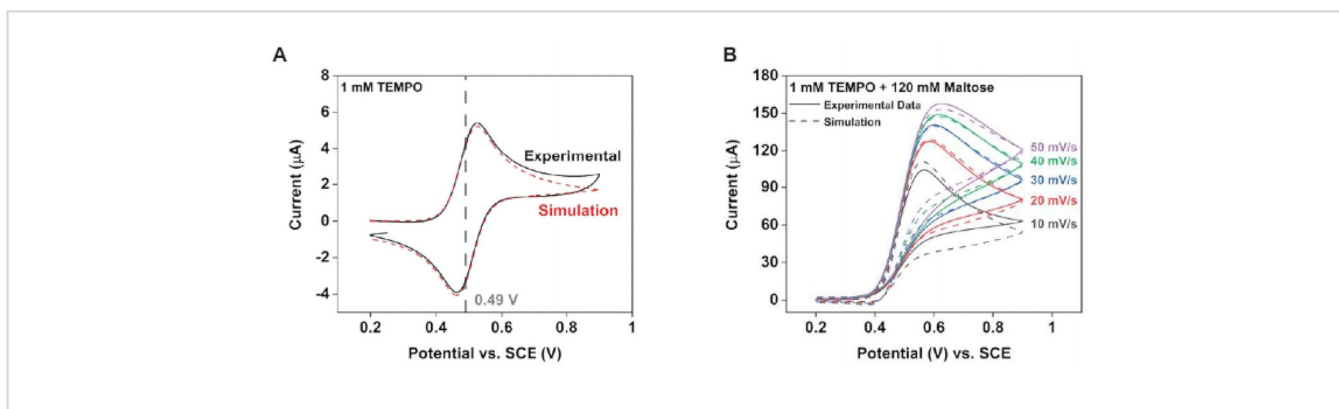 A
1 mM TEMPO
8
6
4
2
0
-2
-4
Current (μA)
Experimental
Simulation
0.49 V
0.2
0.4
0.6
0.8
1
Potential vs. SCE (V)
B
1 mM TEMPO + 120 mM Maltose
Experimental Data
Simulation
180
150
120
90
60
30
0
Current (μA)
50 mV/s
40 mV/s
30 mV/s
20 mV/s
10 mV/s
0.2
0.4
0.6
0.8
1
Potential (V) vs. SCE